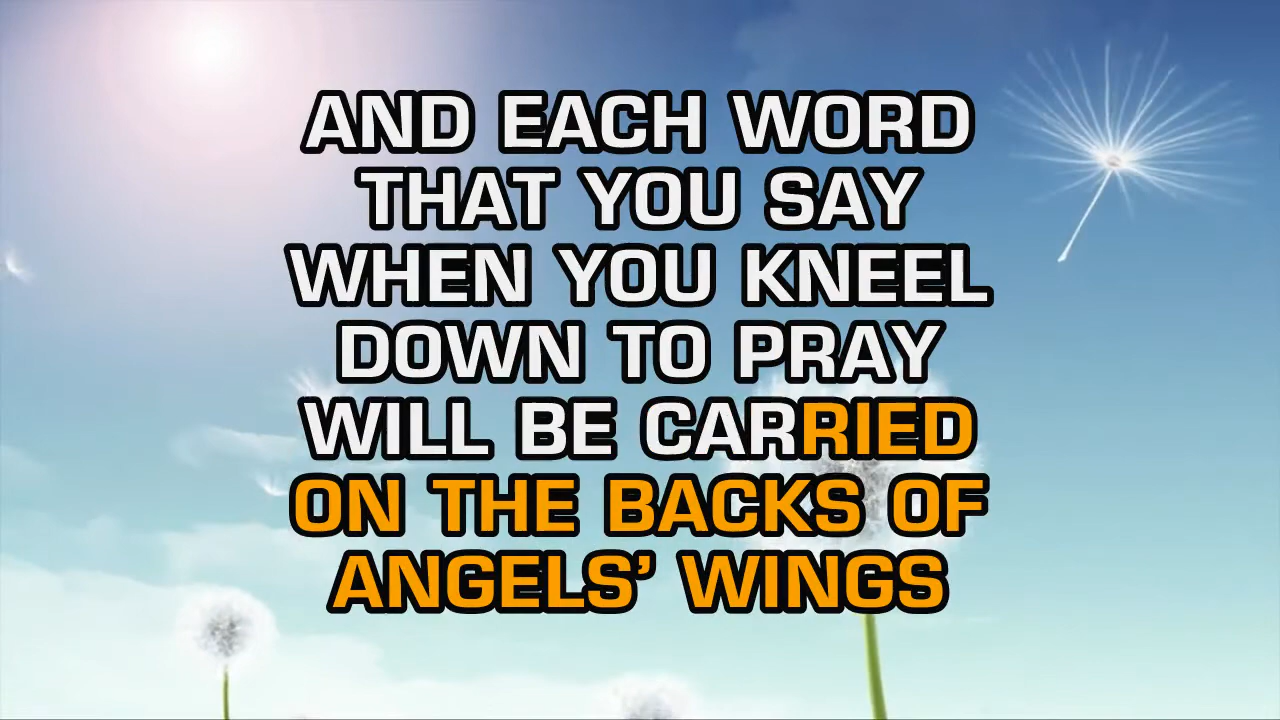 AND EACH WORD
THAT YOU SAY
WHEN YOU KNEEL
DOWN TO PRAY
WILL BE CARRIED
ON THE BACKS OF
ANGELS’ WINGS